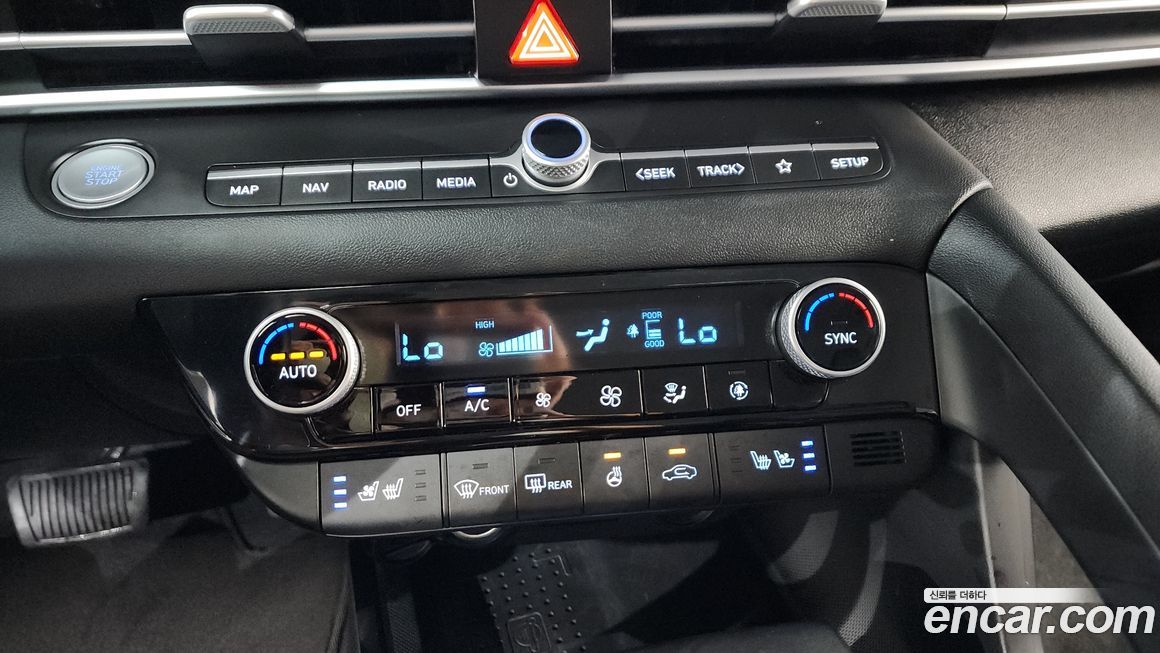 ENGINE
START
STOP
MAP
NAV
RADIO
MEDIA
<SEEK
TRACK>
SETUP
AUTO
HIGH
Lo
POOR
GOOD
Lo
SYNC
OFF
A/C
FRONT
REAR
신뢰를 더하다
encar.com